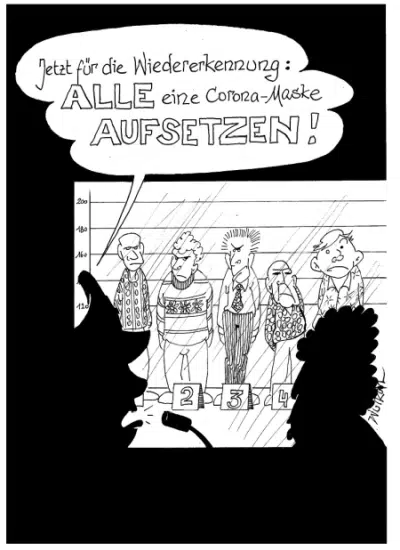 Jetzt für die Wiedererkennung:
ALLE eine Corona-Maske
AUFSETZEN!
200
180
160
120
2
3
4